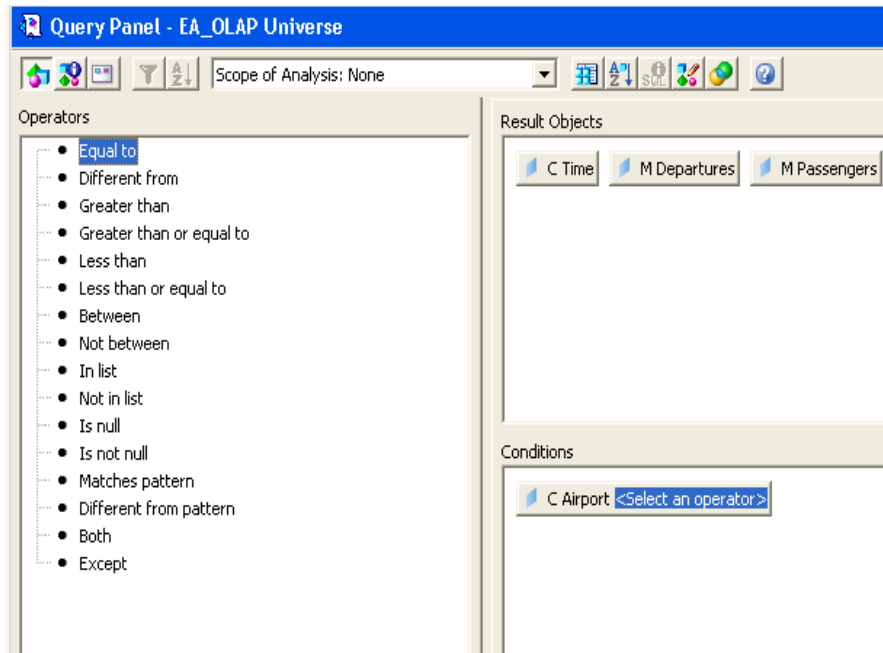 Query Panel - EA_OLAP Universe
Scope of Analysis: None
Operators
Equal to
Different from
Greater than
Greater than or equal to
Less than
Less than or equal to
Between
Not between
In list
Not in list
Is null
Is not null
Matches pattern
Different from pattern
Both
Except
Result Objects
C Time M Departures M Passengers
Conditions
C Airport <Select an operator>